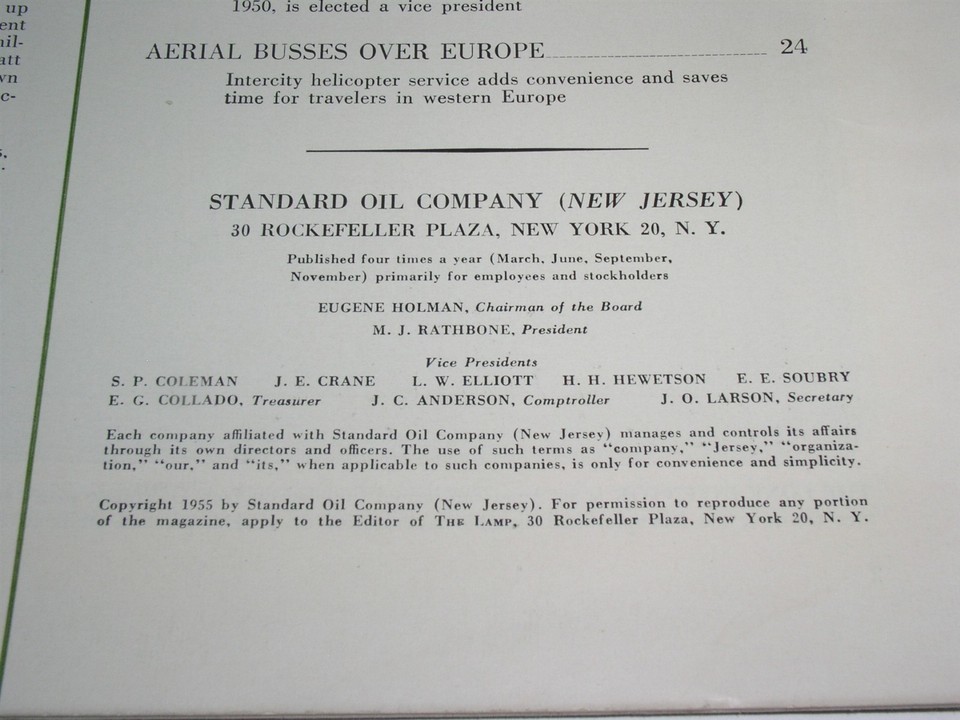 up
ent
att
wn
c-
s.
1950, is elected a vice president
AERIAL BUSSES OVER EUROPE 24
Intercity helicopter service adds convenience and saves
time for travelers in western Europe
STANDARD OIL COMPANY (NEW JERSEY)
30 ROCKEFELLER PLAZA, NEW YORK 20, N. Y.
Published four times a year (March, June, September,
November) primarily for employees and stockholders
EUGENE HOLMAN, Chairman of the Board
M. J. RATHBONE, President
Vice Presidents
S. P. COLEMAN J. E. CRANE L. W. ELLIOTT H. H. HEWETSON E. E. SOUBRY
E. G. COLLADO, Treasurer J. C. ANDERSON, Comptroller J. O. LARSON, Secretary
Each company affiliated with Standard Oil Company (New Jersey) manages and controls its affairs
through its own directors and officers. The use of such terms as "company," "Jersey," "organiza-
tion," "our," and "its," when applicable to such companies, is only for convenience and simplicity.
Copyright 1955 by Standard Oil Company (New Jersey). For permission to reproduce any portion
of the magazine, apply to the Editor of THE LAMP, 30 Rockefeller Plaza, New York 20, N. Y.